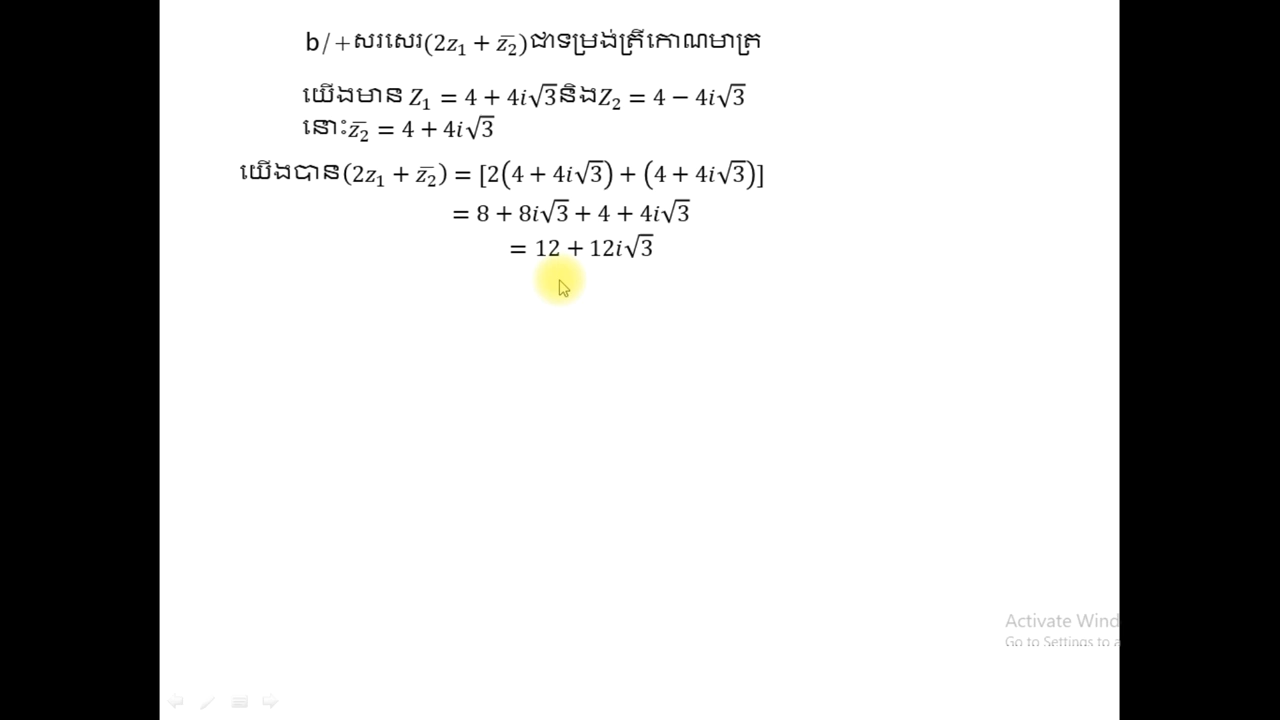 b/+សរសេរ(2z₁ + z̅₂)ជាទម្រង់ត្រីកោណមាត្រ
យើងមាន Z₁ = 4 + 4i√3និងZ₂ = 4 − 4i√3
នោះz̅₂ = 4 + 4i√3
យើងបាន(2z₁ + z̅₂) = [2(4 + 4i√3) + (4 + 4i√3)]
= 8 + 8i√3 + 4 + 4i√3
= 12 + 12i√3
Activate Wind
Go to Settings to a